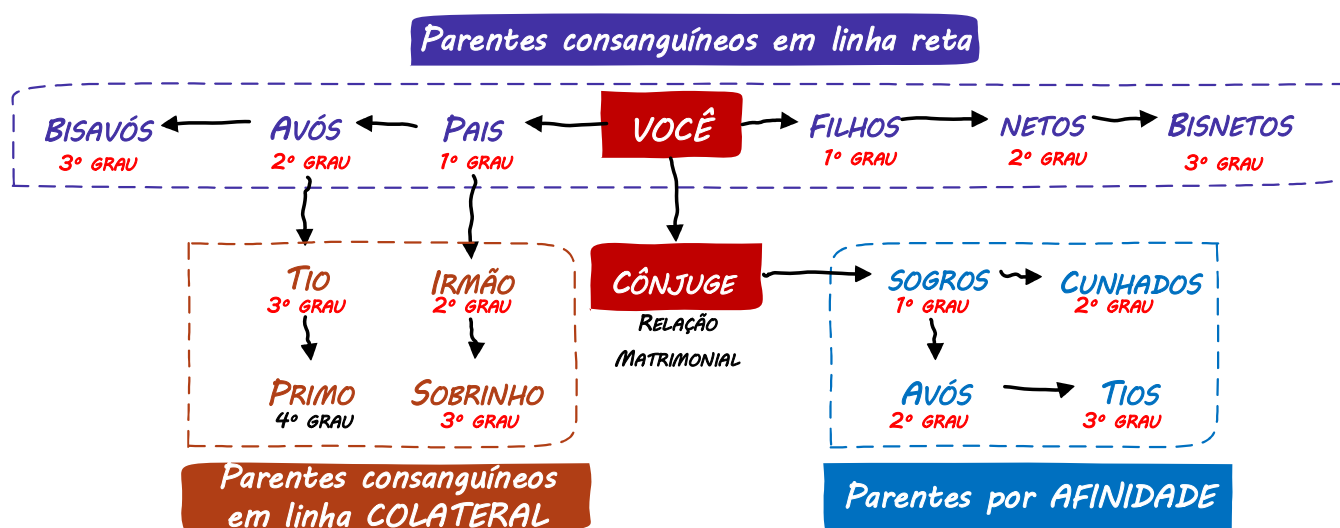 Parentes consanguíneos em linha reta
BISAVÓS AVÓS PAIS VOCÊ FILHOS NETOS BISNETOS
3º GRAU 2º GRAU 1º GRAU 1º GRAU 2º GRAU 3º GRAU
TIO IRMÃO CÔNJUGE SOGROS CUNHADOS
3º GRAU 2º GRAU 1º GRAU 2º GRAU
RELAÇÃO
MATRIMONIAL
PRIMO SOBRINHO AVÓS TIOS
4º GRAU 3º GRAU 2º GRAU 3º GRAU
Parentes consanguíneos
em linha COLATERAL
Parentes por AFINIDADE